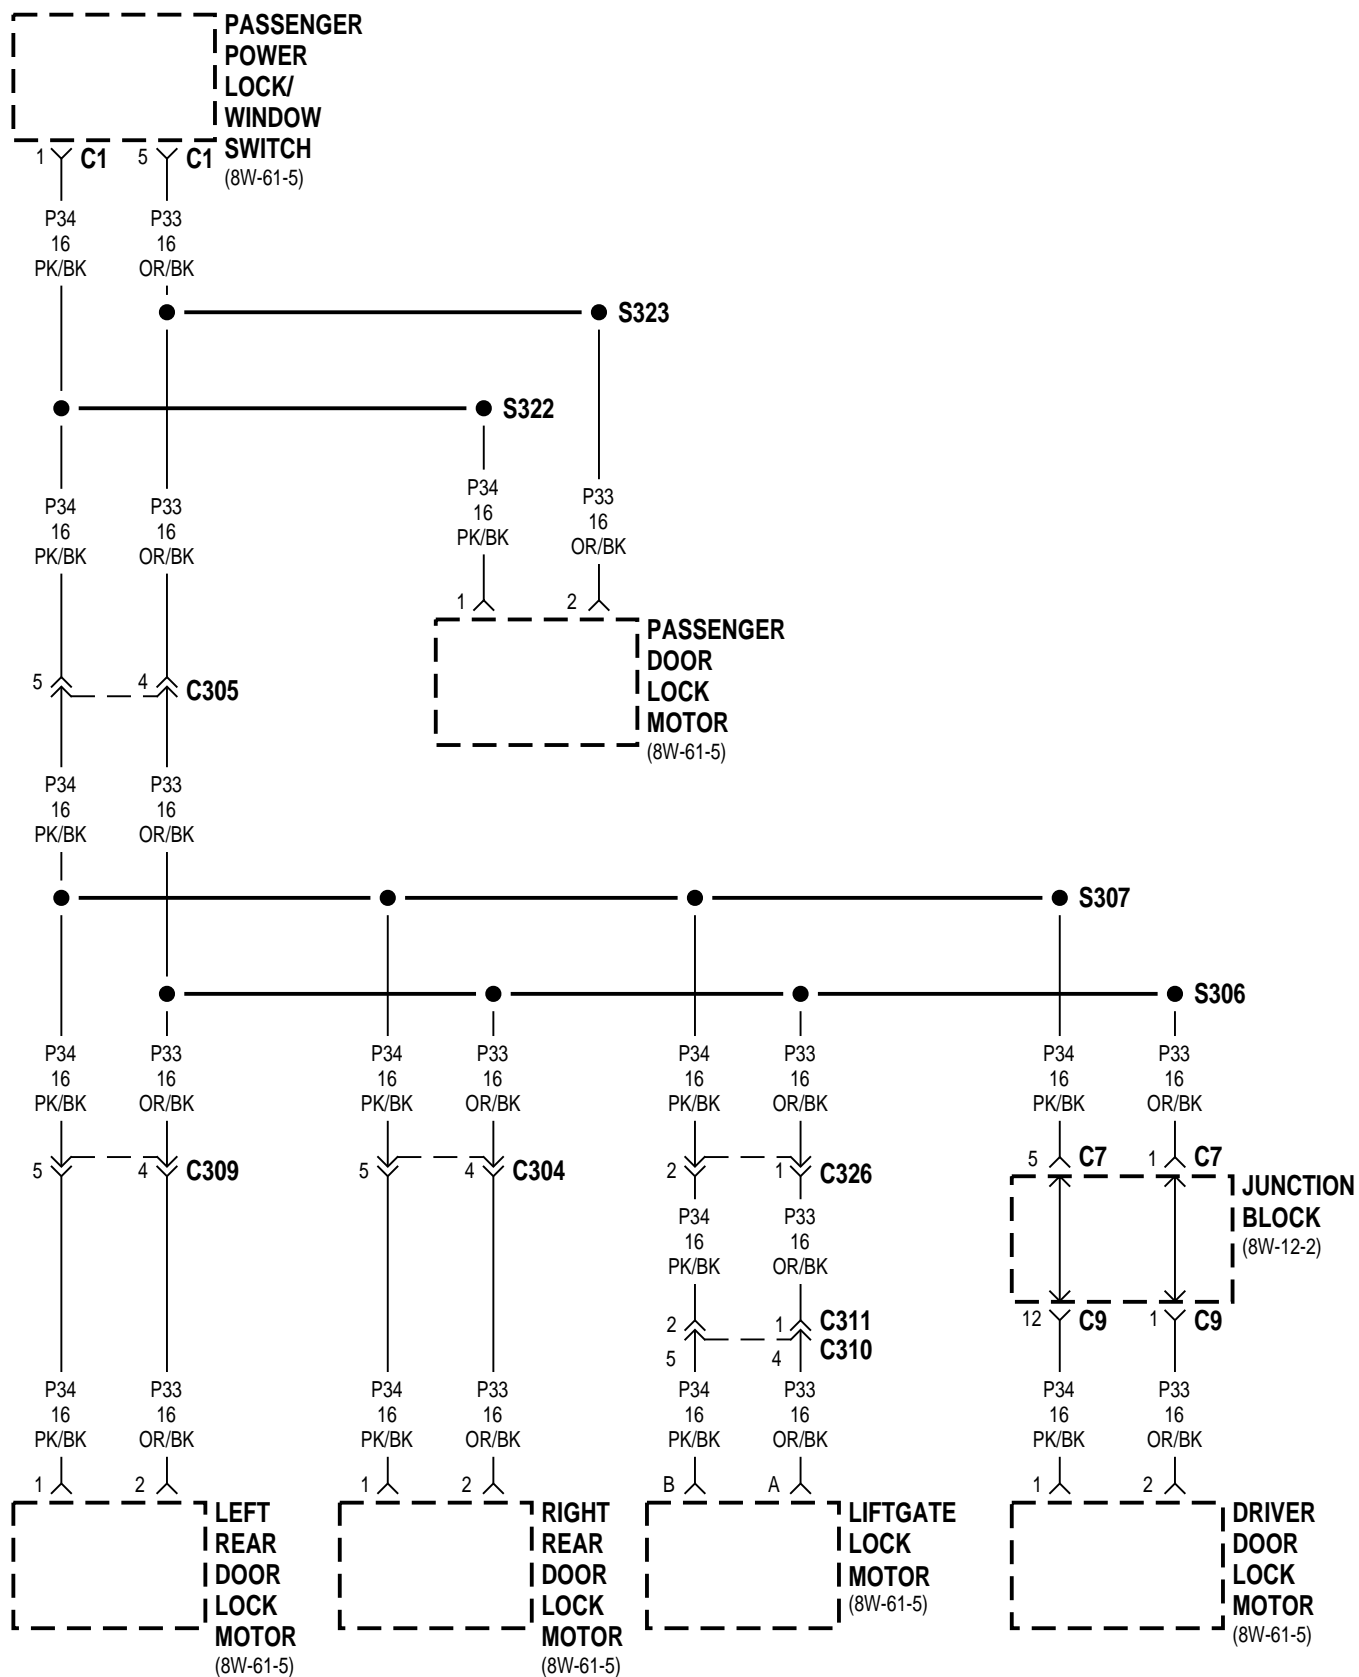 PASSENGER
POWER
LOCK/
WINDOW
SWITCH
(8W-61-5)
1 C1 5 C1
P34 P33
16 16
PK/BK OR/BK
S323
S322
P34 P33 P34 P33
16 16 16 16
PK/BK OR/BK PK/BK OR/BK
1 2
PASSENGER
DOOR
LOCK
MOTOR
(8W-61-5)
5 4 C305
P34 P33
16 16
PK/BK OR/BK
S307
S306
P34 P33 P34 P33 P34 P33 P34 P33
16 16 16 16 16 16 16 16
PK/BK OR/BK PK/BK OR/BK PK/BK OR/BK PK/BK OR/BK
5 4 C309 5 4 C304 2 1 C326 5 C7 1 C7
JUNCTION
BLOCK
(8W-12-2)
P34 P33
16 16
PK/BK OR/BK
2 1 C311 12 C9 1 C9
5 4 C310
P34 P33 P34 P33 P34 P33 P34 P33
16 16 16 16 16 16 16 16
PK/BK OR/BK PK/BK OR/BK PK/BK OR/BK PK/BK OR/BK
1 2 1 2 B A 1 2
LEFT
REAR
DOOR
LOCK
MOTOR
(8W-61-5)
RIGHT
REAR
DOOR
LOCK
MOTOR
(8W-61-5)
LIFTGATE
LOCK
MOTOR
(8W-61-5)
DRIVER
DOOR
LOCK
MOTOR
(8W-61-5)